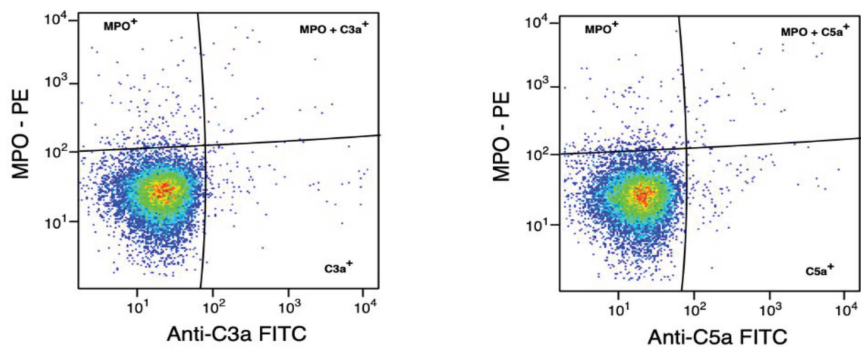 MPO⁺
MPO + C3a⁺
C3a⁺
MPO - PE
10⁴
10³
10²
10¹
10¹
10²
10³
10⁴
Anti-C3a FITC
MPO⁺
MPO + C5a⁺
C5a⁺
MPO - PE
10⁴
10³
10²
10¹
10¹
10²
10³
10⁴
Anti-C5a FITC